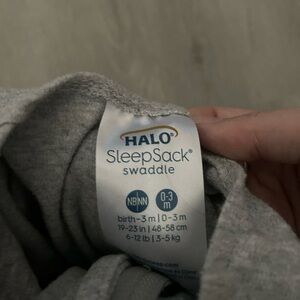 HALO®
SleepSack®
swaddle
NB|NN 0-3 m
birth-3 m | 0-3 m
19-23 in | 48-58 cm
6-12 lb | 3-5 kg